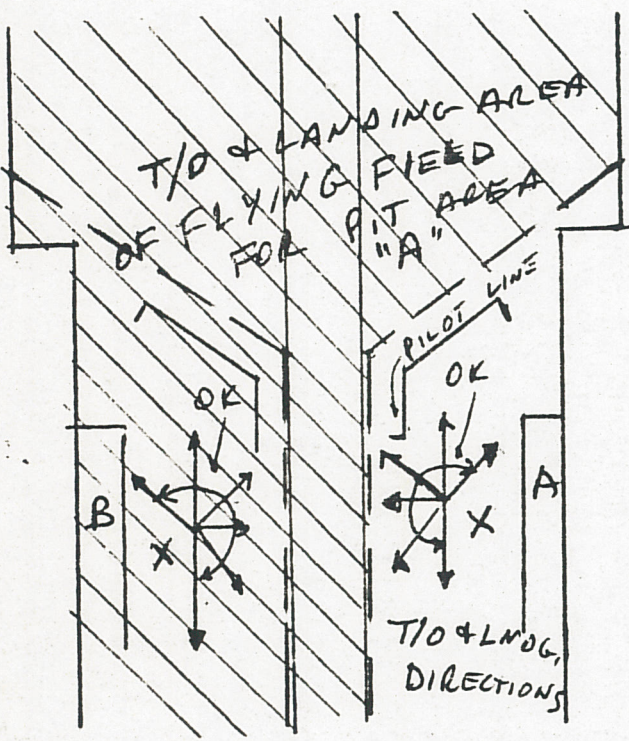 T/O & LANDING AREA
OF FLYING FIELD
FOR PIT AREA
"A"
PILOT LINE
OK
OK
B
X
X
A
T/O & LNDG.
DIRECTIONS